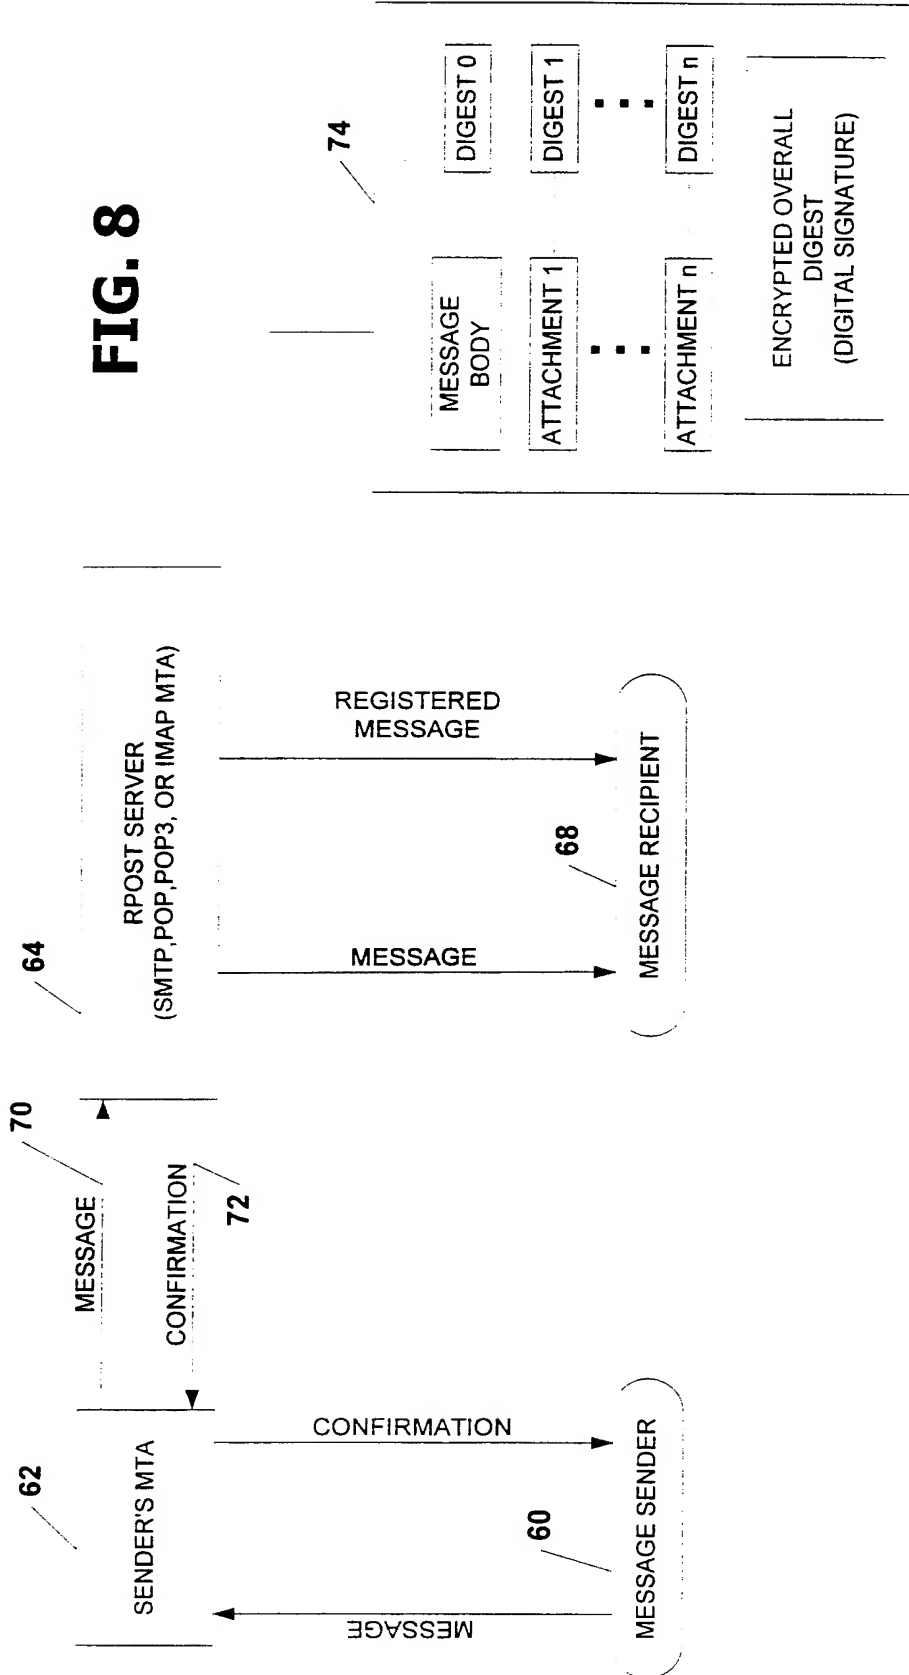 FIG. 8
62
SENDER'S MTA
MESSAGE
CONFIRMATION
60
MESSAGE SENDER
MESSAGE
70
CONFIRMATION
72
64
RPOST SERVER
(SMTP,POP,POP3, OR IMAP MTA)
MESSAGE
REGISTERED
MESSAGE
68
MESSAGE RECIPIENT
74
MESSAGE
BODY
DIGEST 0
ATTACHMENT 1
DIGEST 1
ATTACHMENT n
DIGEST n
ENCRYPTED OVERALL
DIGEST
(DIGITAL SIGNATURE)